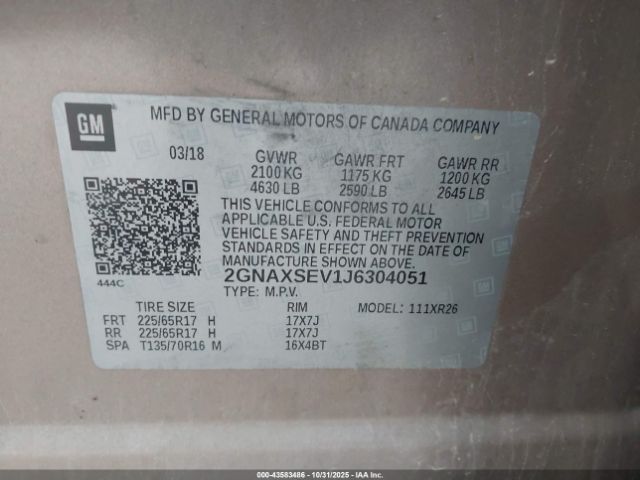 GM
MFD BY GENERAL MOTORS OF CANADA COMPANY
03/18 GVWR GAWR FRT GAWR RR
2100 KG 1175 KG 1200 KG
4630 LB 2590 LB 2645 LB
THIS VEHICLE CONFORMS TO ALL
APPLICABLE U.S. FEDERAL MOTOR
VEHICLE SAFETY AND THEFT PREVENTION
STANDARDS IN EFFECT ON THE DATE OF
MANUFACTURE SHOWN ABOVE.
444C 2GNAXSEV1J6304051
TYPE: M.P.V.
TIRE SIZE RIM MODEL: 111XR26
FRT 225/65R17 H 17X7J
RR 225/65R17 H 17X7J
SPA T135/70R16 M 16X4BT
000-43583486 - 10/31/2025 - IAAI.com